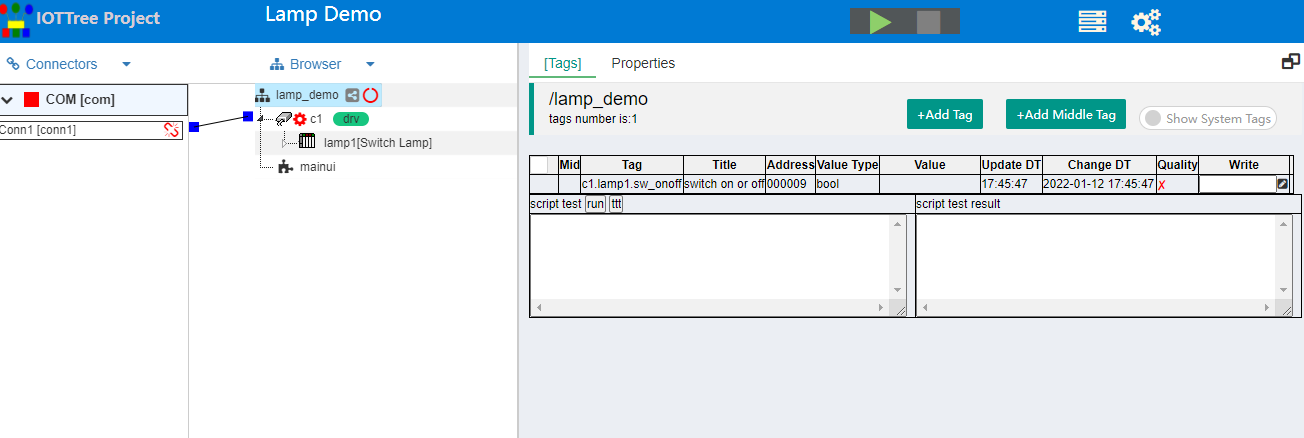 IOTTree Project
Lamp Demo
Connectors
Browser
[Tags]
Properties
COM [com]
Conn1 [conn1]
lamp_demo
c1 drv
lamp1[Switch Lamp]
mainui
/lamp_demo
tags number is:1
+Add Tag
+Add Middle Tag
Show System Tags
Mid Tag Title Address Value Type Value Update DT Change DT Quality Write
c1.lamp1.sw_onoff switch on or off 000009 bool 17:45:47 2022-01-12 17:45:47
script test run ttt
script test result